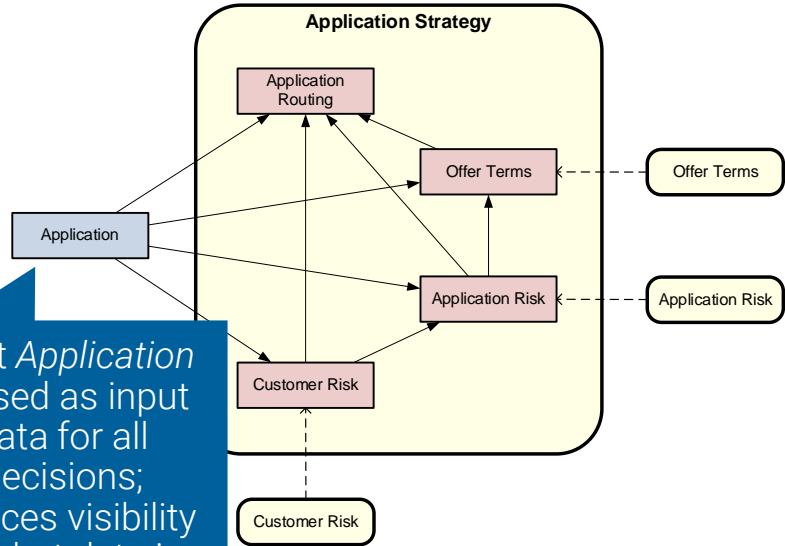 Application Strategy
Application
Routing
Offer Terms
Offer Terms
Application
Application Risk
Application Risk
Customer Risk
Customer Risk
Application
sed as input
ata for all
ecisions;
ces visibility